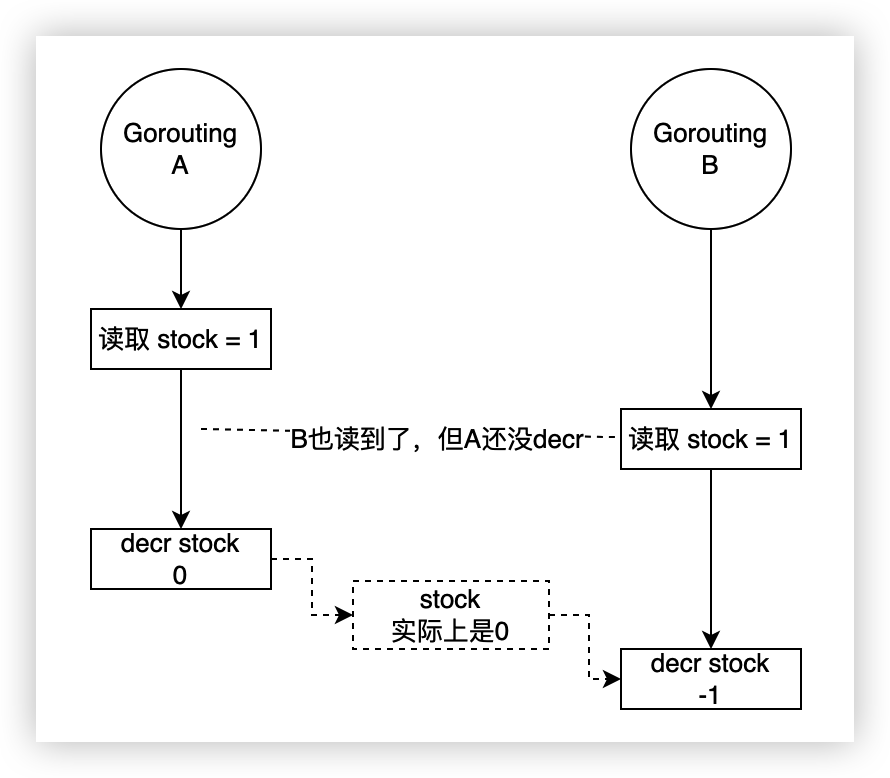 Gorouting
A
Gorouting
B
读取 stock = 1
B也读到了，但A还没decr
读取 stock = 1
decr stock
0
stock
实际上是0
decr stock
-1